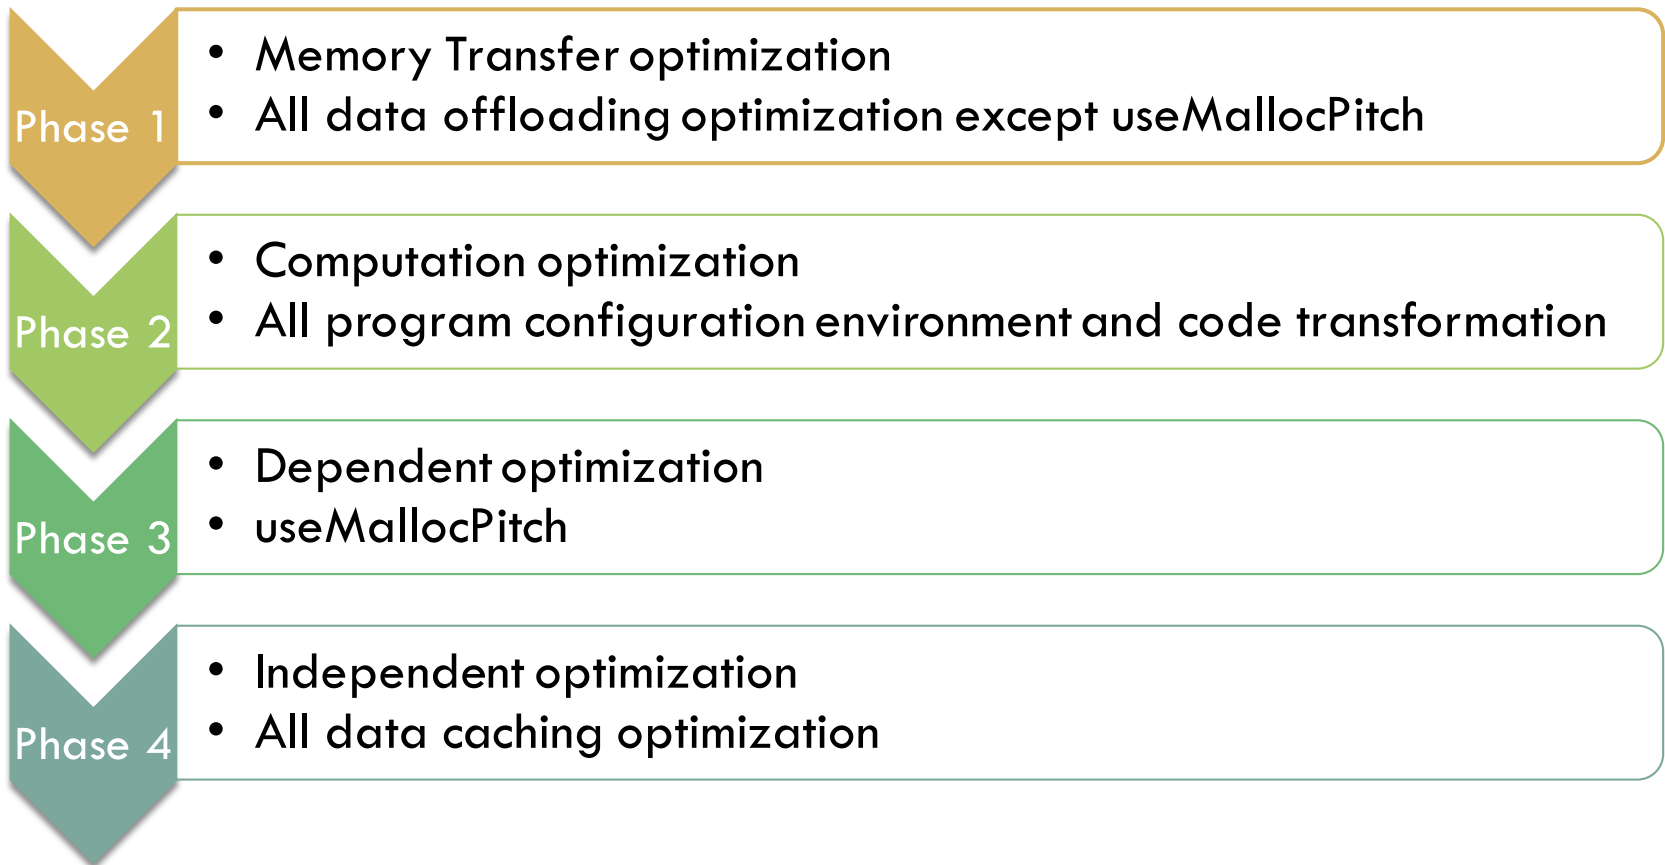 Phase 1
• Memory Transfer optimization
• All data offloading optimization except useMallocPitch
Phase 2
• Computation optimization
• All program configuration environment and code transformation
Phase 3
• Dependent optimization
• useMallocPitch
Phase 4
• Independent optimization
• All data caching optimization